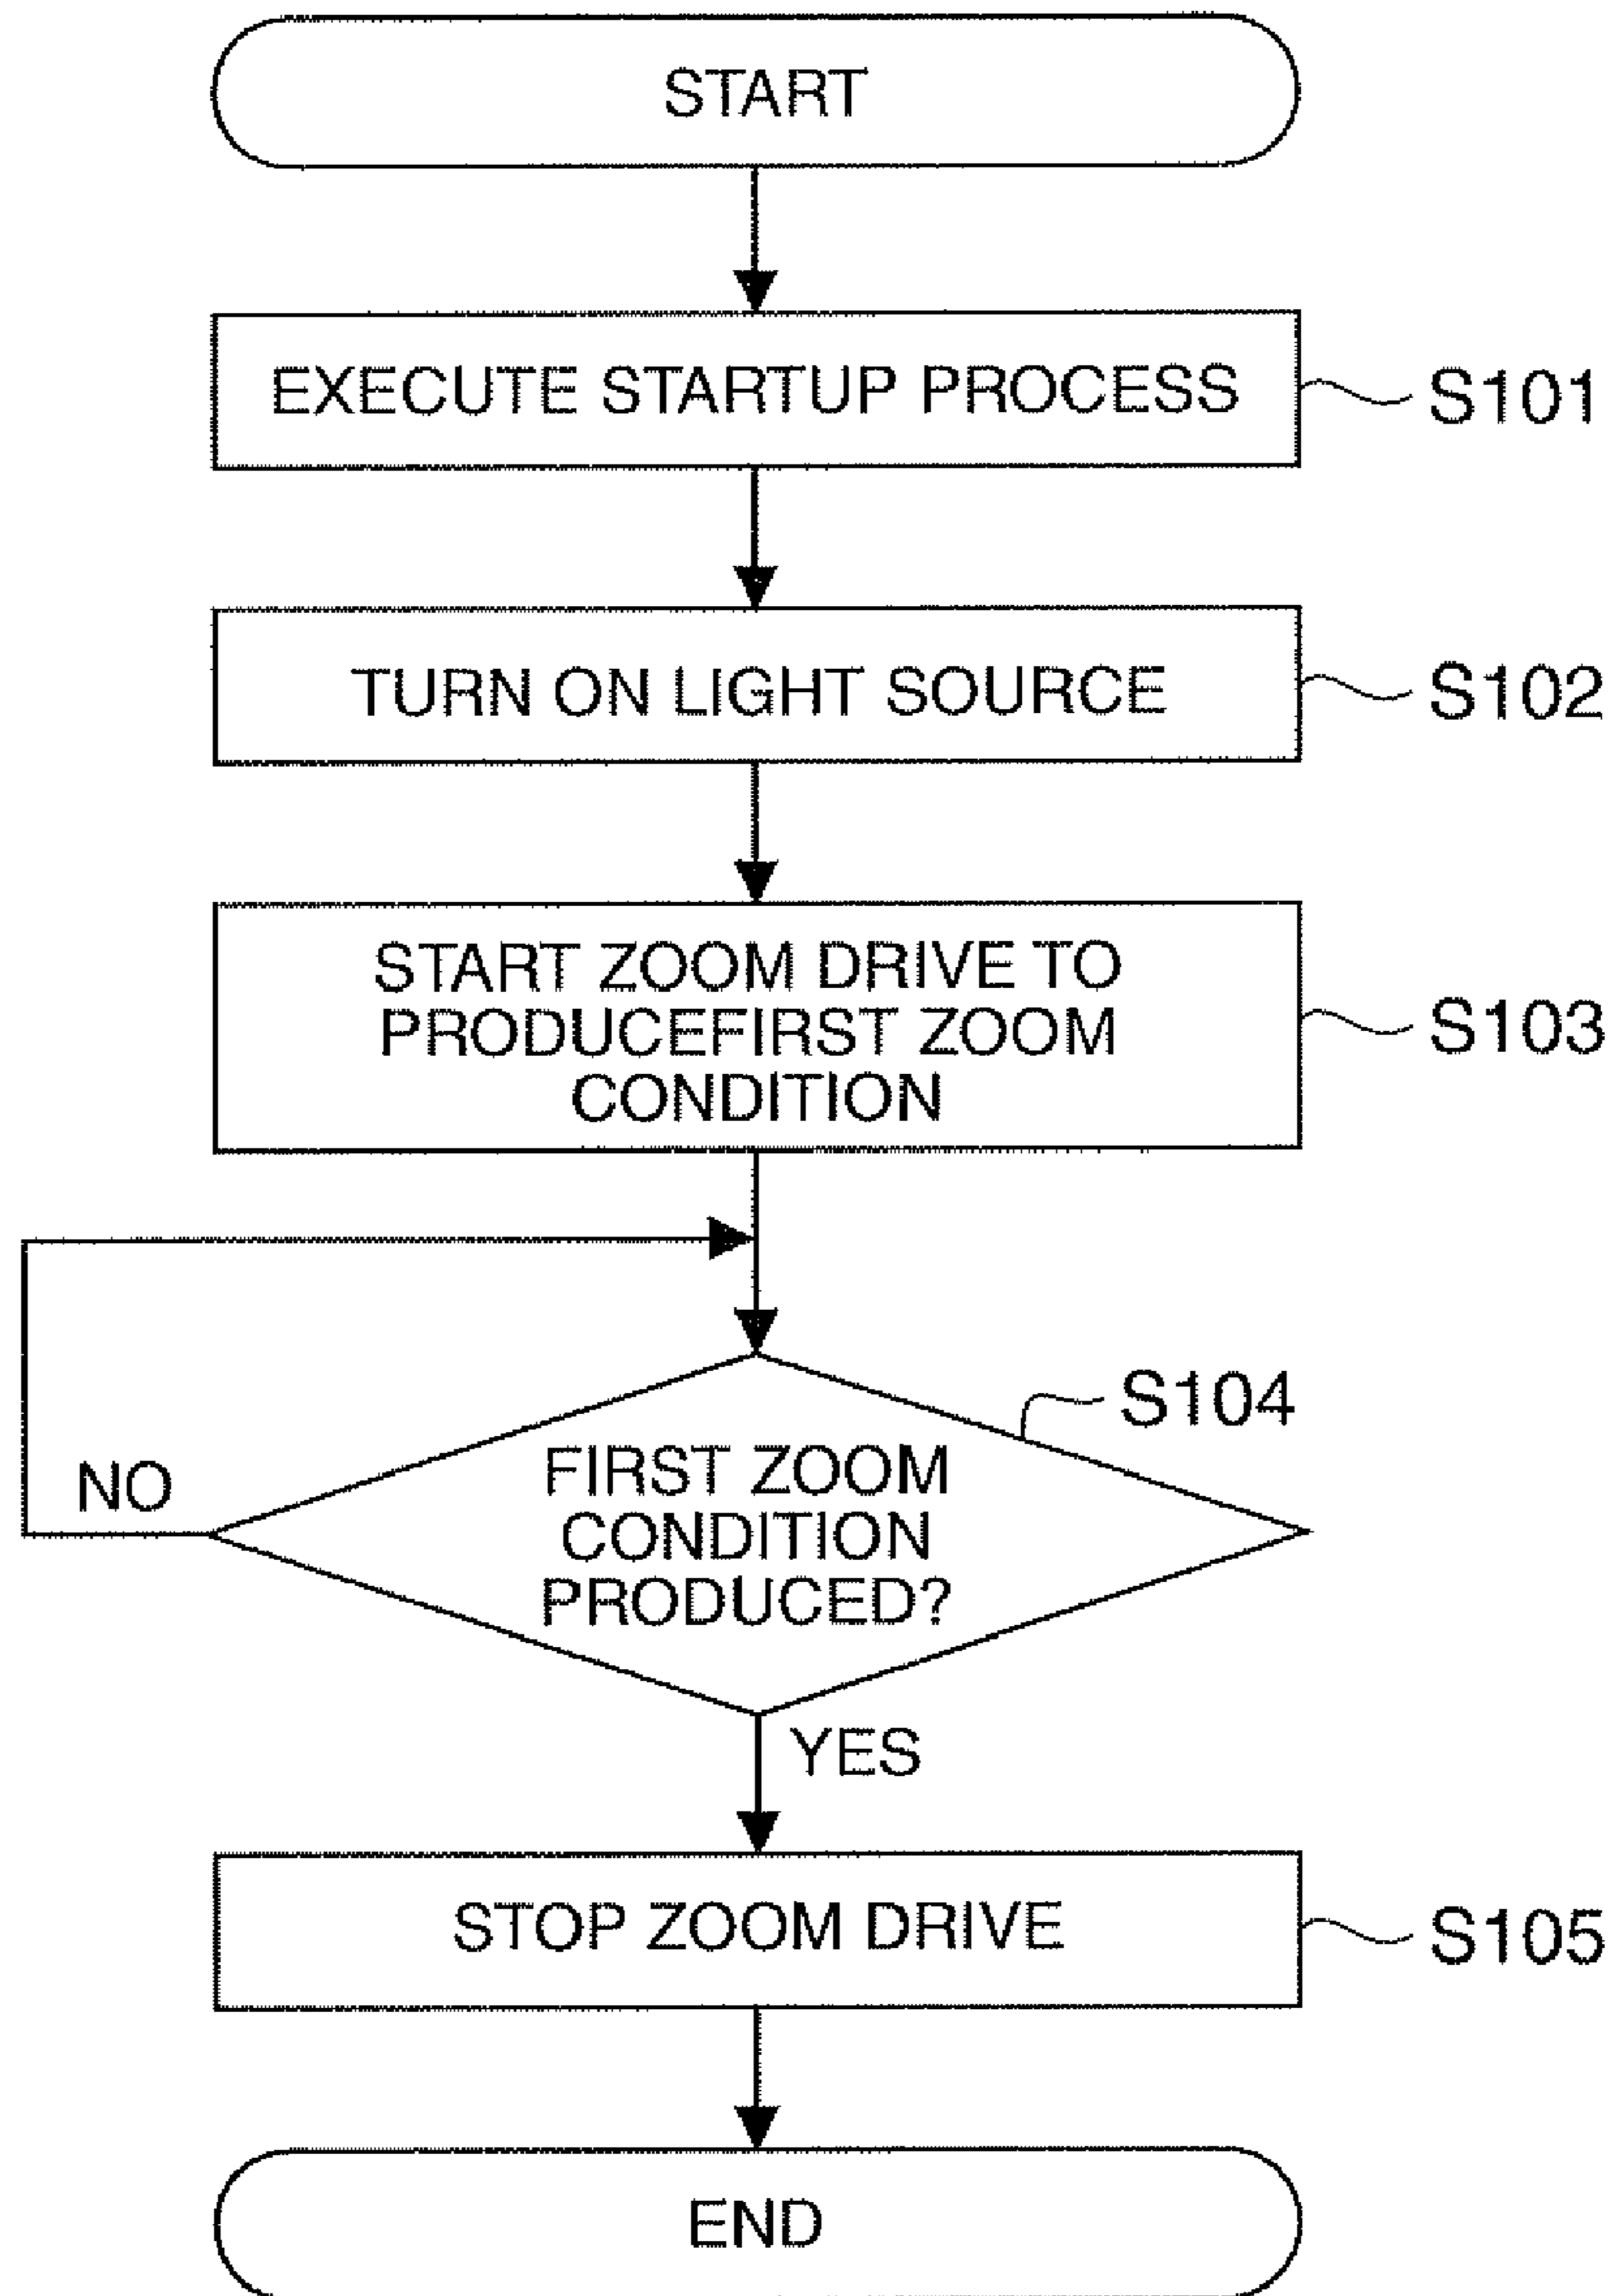 START
EXECUTE STARTUP PROCESS
S101
TURN ON LIGHT SOURCE
S102
START ZOOM DRIVE TO
PRODUCEFIRST ZOOM
CONDITION
S103
S104
FIRST ZOOM
CONDITION
PRODUCED?
NO
YES
STOP ZOOM DRIVE
S105
END